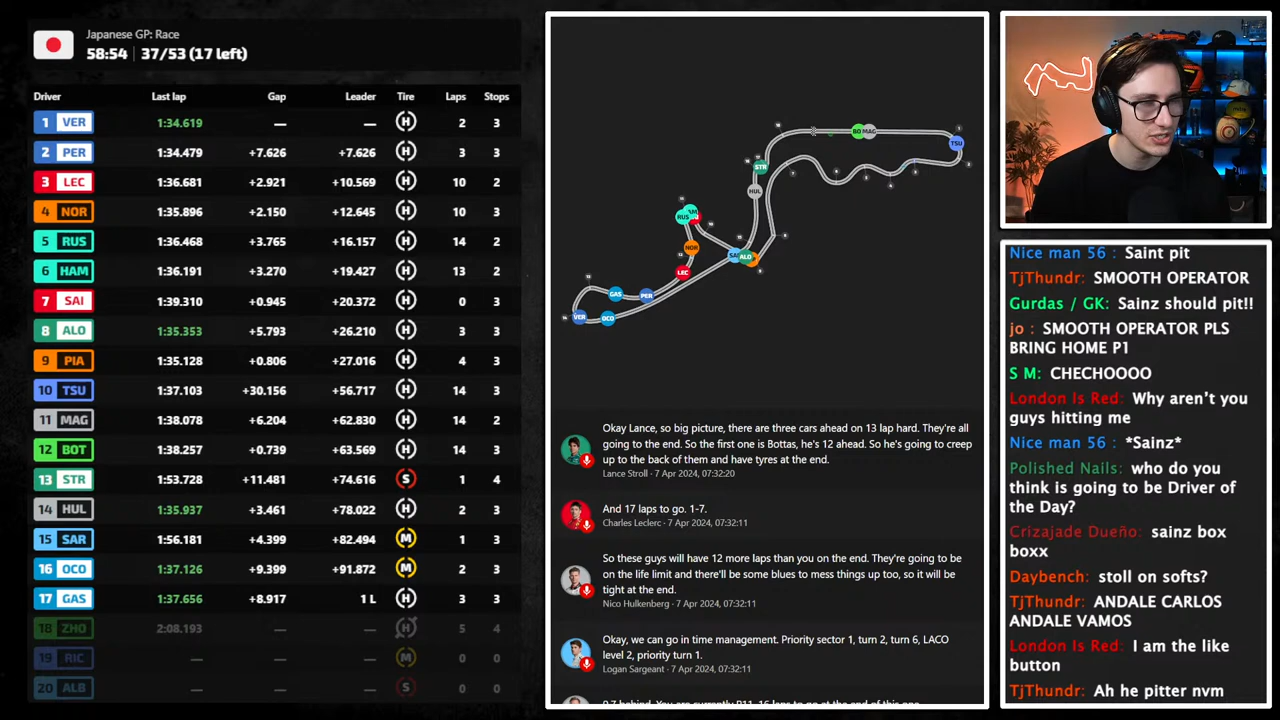 Japanese GP: Race
58:54 37/53 (17 left)
Driver Last lap Gap Leader Tire Laps Stops
1 VER 1:34.619 — — H 2 3
2 PER 1:34.479 +7.626 +7.626 H 3 3
3 LEC 1:36.681 +2.921 +10.569 H 10 2
4 NOR 1:35.896 +2.150 +12.645 H 10 3
5 RUS 1:36.468 +3.765 +16.157 H 14 2
6 HAM 1:36.191 +3.270 +19.427 H 13 2
7 SAI 1:39.310 +0.945 +20.372 H 0 3
8 ALO 1:35.353 +5.793 +26.210 H 3 3
9 PIA 1:35.128 +0.806 +27.016 H 4 3
10 TSU 1:37.103 +30.156 +56.717 H 14 3
11 MAG 1:38.078 +6.204 +62.830 H 14 2
12 BOT 1:38.257 +0.739 H 14 3
13 STR 1:38.728 +11.481 S 1 4
14 HUL 1:35.937 +3.461 +78.022 H 2 3
15 SAR 1:56.181 +4.399 +82.494 M 1 3
16 OCO 1:37.126 +9.399 +91.872 M 2 3
17 GAS 1:37.656 +8.917 1 L H 3 3
18 ZHO 2:08.193 — — H 5
19 RIC — — — M 0 0
20 ALB — — — S 0 0
BO MAG
TSU
STR
HUL
RUS
NOR
ALO
LEC
GAS PER
VER OCO
Okay Lance, so big picture, there are three cars ahead on 13 lap hard. They're all
going to the end. So the first one is Bottas, he's 12 ahead. So he's going to creep
up to the back of them and have tyres at the end.
Lance Stroll · 7 Apr 2024, 07:32:20
And 17 laps to go. 1-7.
Charles Leclerc · 7 Apr 2024, 07:32:11
So these guys will have 12 more laps than you on the end. They're going to be
on the life limit and there'll be some blues to mess things up too, so it will be
tight at the end.
Nico Hulkenberg · 7 Apr 2024, 07:32:11
Okay, we can go in time management. Priority sector 1, turn 2, turn 6, LACO
level 2, priority turn 1.
Logan Sargeant · 7 Apr 2024, 07:32:11
Nice man 56 : Saint pit
TjThundr: SMOOTH OPERATOR
Gurdas / GK: Sainz should pit!!
jo : SMOOTH OPERATOR PLS
BRING HOME P1
S M: CHECHOOOO
London Is Red: Why aren't you
guys hitting me
Nice man 56 : *Sainz*
Polished Nails: who do you
think is going to be Driver of
the Day?
Crizajade Dueño: sainz box
boxx
Daybench: stoll on softs?
TjThundr: ANDALE CARLOS
ANDALE VAMOS
London Is Red: I am the like
button
TjThundr: Ah he pitter nvm